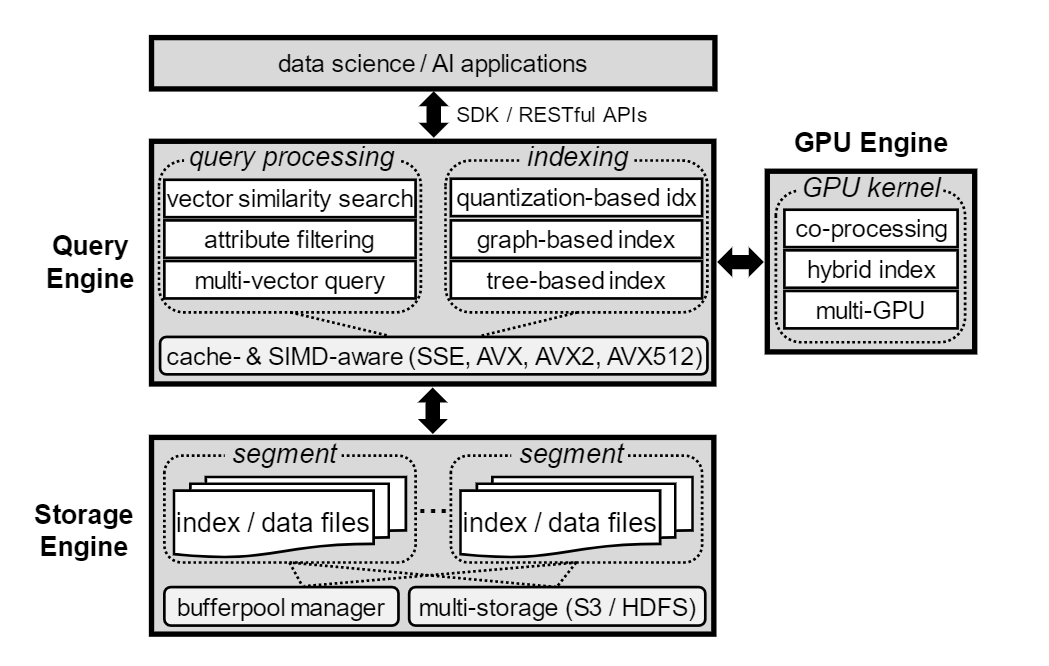 data science / AI applications
SDK / RESTful APIs
Query
Engine
query processing
vector similarity search
attribute filtering
multi-vector query
indexing
quantization-based idx
graph-based index
tree-based index
cache- & SIMD-aware (SSE, AVX, AVX2, AVX512)
GPU Engine
GPU kernel
co-processing
hybrid index
multi-GPU
Storage
Engine
segment
index / data files
...
segment
index / data files
bufferpool manager
multi-storage (S3 / HDFS)